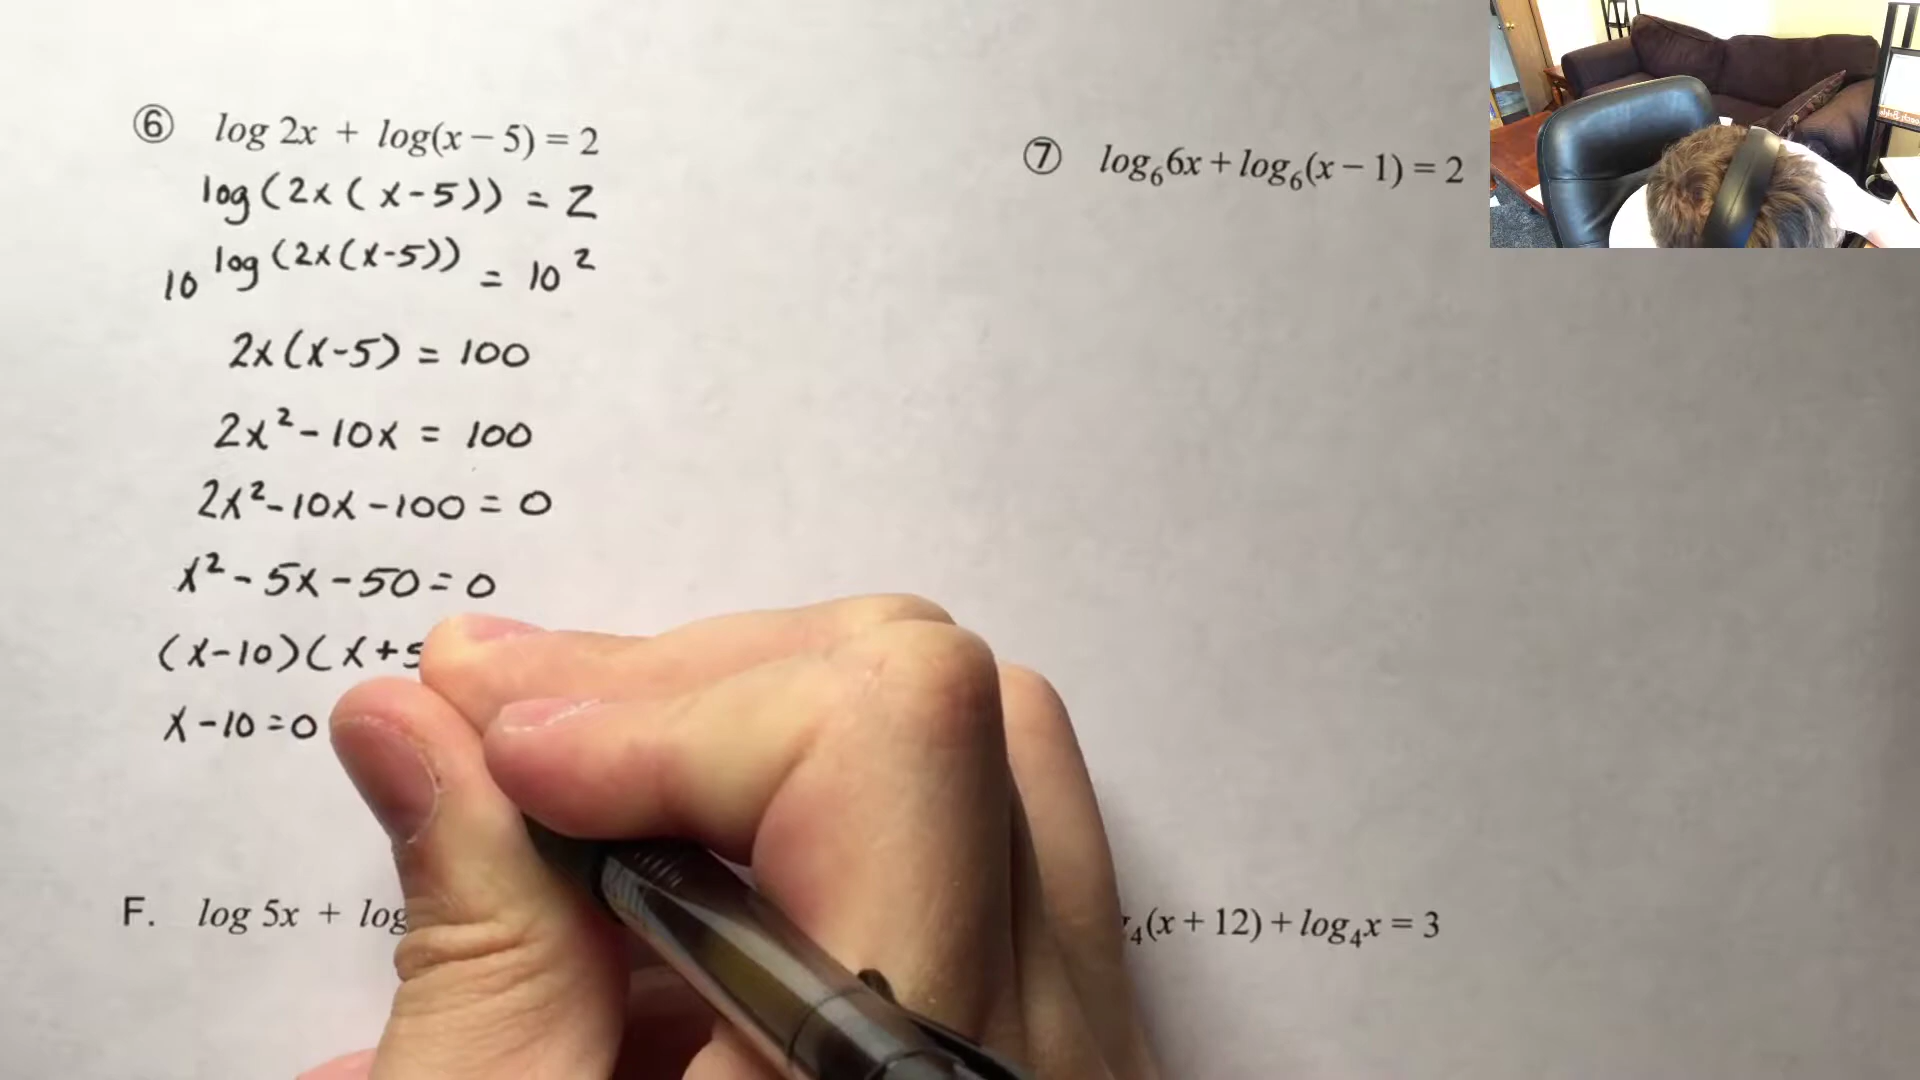 ⑥ log 2x + log(x − 5) = 2
log(2x(x-5)) = 2
10^log(2x(x-5)) = 10²
2x(x-5) = 100
2x² - 10x = 100
2x² - 10x - 100 = 0
x² - 5x - 50 = 0
(x-10)(x+5
x - 10 = 0
⑦ log₆6x + log₆(x − 1) = 2
F. log 5x + log
₄(x + 12) + log₄x = 3